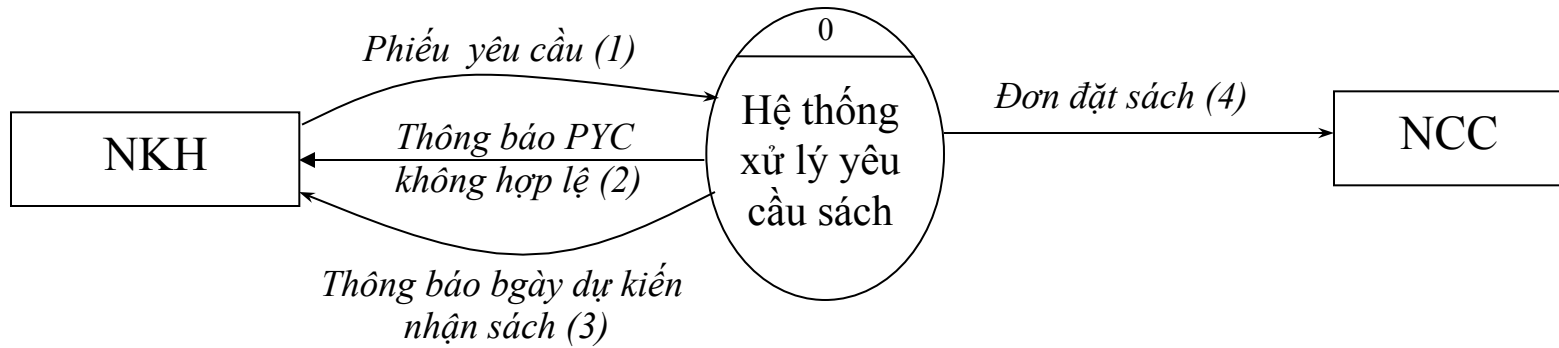 0
Phiếu yêu cầu (1)
Hệ thống
xử lý yêu
cầu sách
Đơn đặt sách (4)
NKH
Thông báo PYC
không hợp lệ (2)
NCC
Thông báo bgày dự kiến
nhận sách (3)